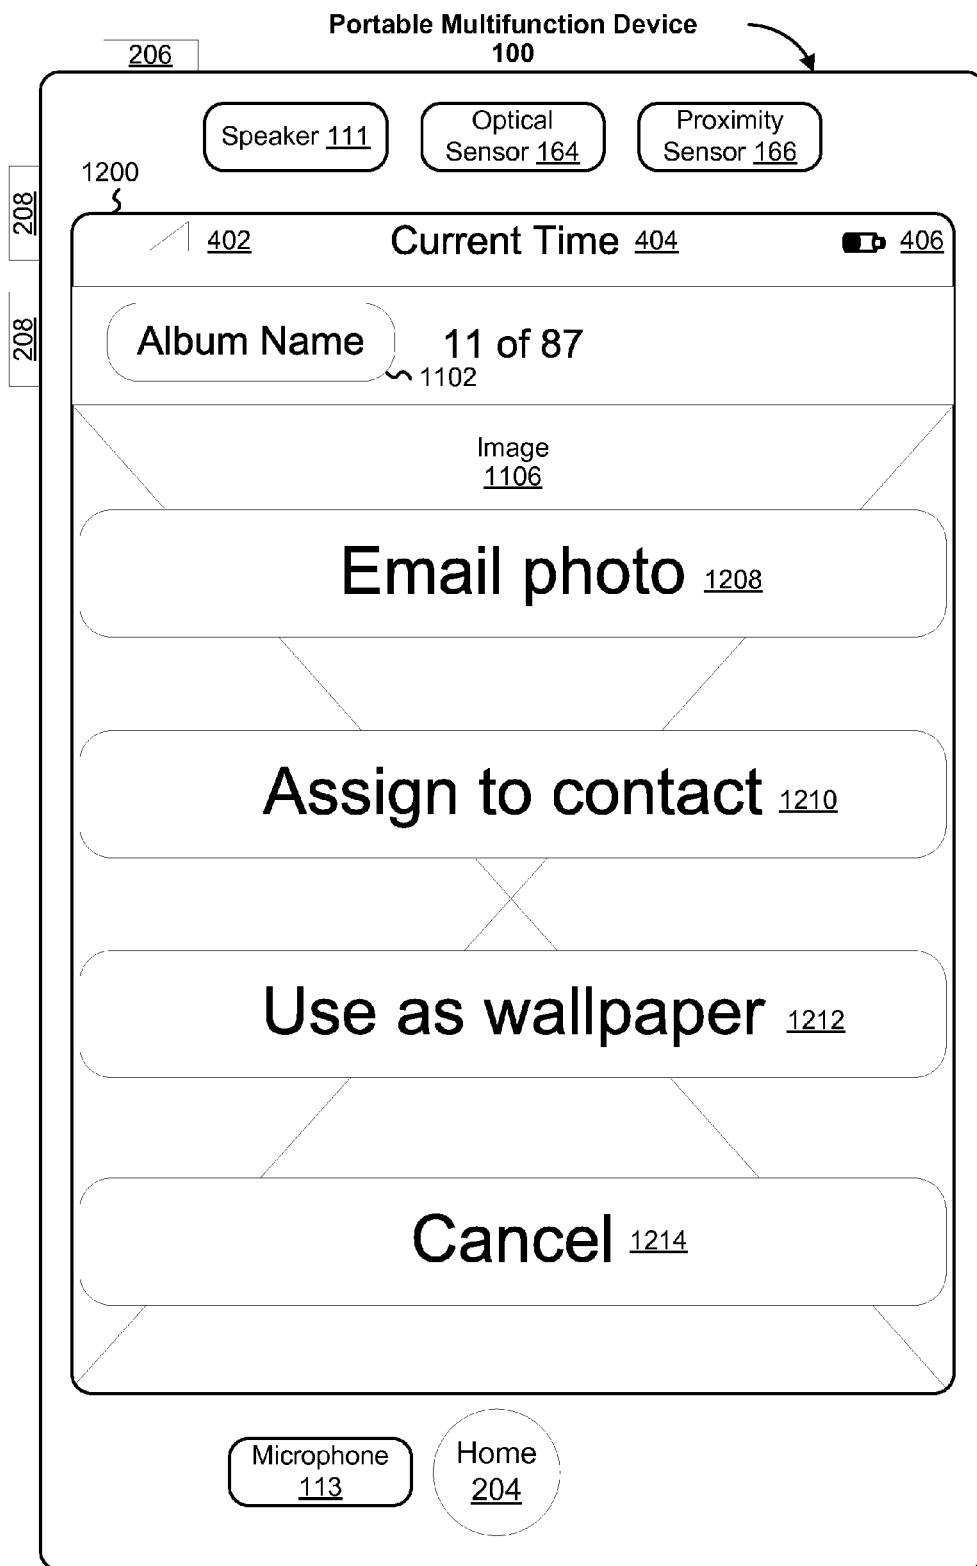 Portable Multifunction Device
100
206
Speaker 111
Optical
Sensor 164
Proximity
Sensor 166
208
1200
402
Current Time 404
406
208
Album Name
11 of 87
1102
Image
1106
Email photo 1208
Assign to contact 1210
Use as wallpaper 1212
Cancel 1214
Microphone
113
Home
204